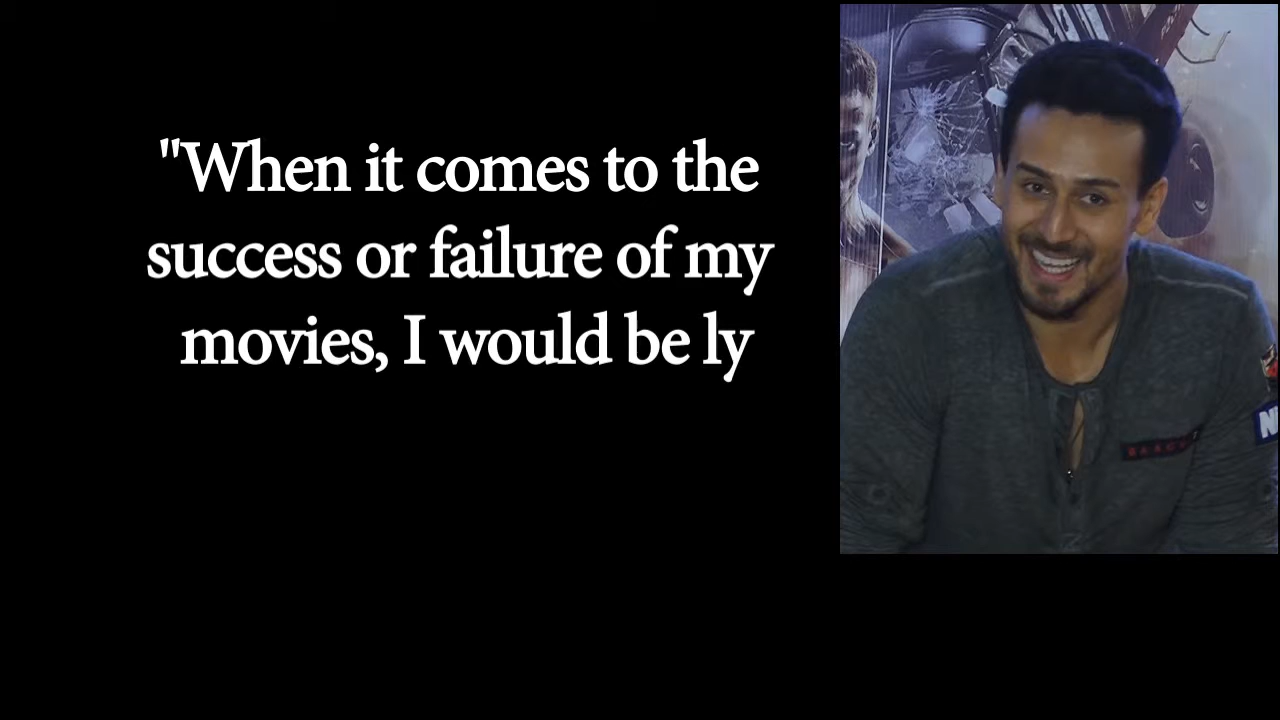 "When it comes to the
success or failure of my
movies, I would be ly
N